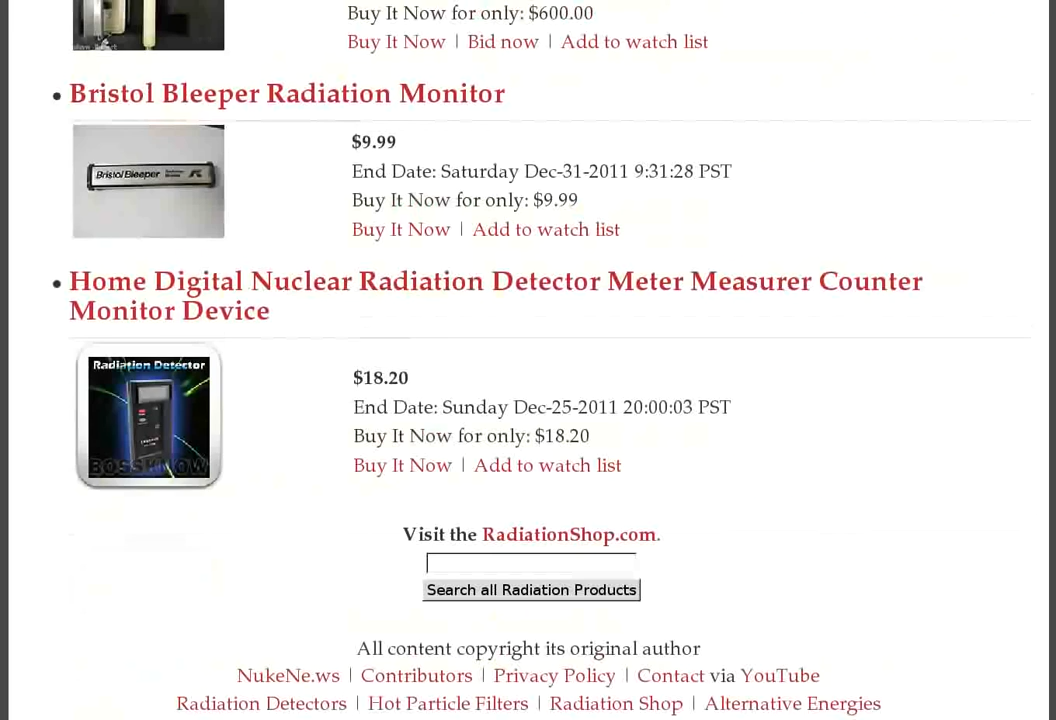 Buy It Now for only: $600.00
Buy It Now | Bid now | Add to watch list
• Bristol Bleeper Radiation Monitor
Bristol Bleeper
$9.99
End Date: Saturday Dec-31-2011 9:31:28 PST
Buy It Now for only: $9.99
Buy It Now | Add to watch list
• Home Digital Nuclear Radiation Detector Meter Measurer Counter
Monitor Device
Radiation Detector
BOSSKNOW
$18.20
End Date: Sunday Dec-25-2011 20:00:03 PST
Buy It Now for only: $18.20
Buy It Now | Add to watch list
Visit the RadiationShop.com.
Search all Radiation Products
All content copyright its original author
NukeNe.ws | Contributors | Privacy Policy | Contact via YouTube
Radiation Detectors | Hot Particle Filters | Radiation Shop | Alternative Energies